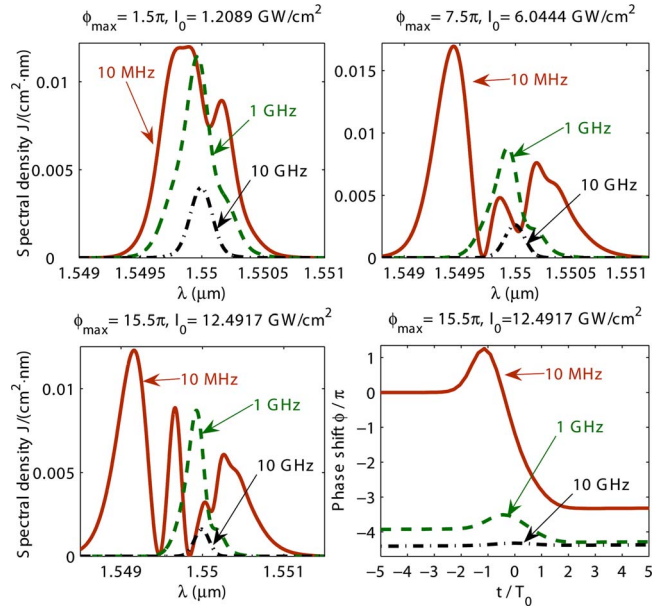 ϕmax= 1.5π, I0= 1.2089 GW/cm²
Spectral density J/(cm²·nm)
0.01
0.005
0
10 MHz
1 GHz
10 GHz
1.549 1.5495 1.55 1.5505 1.551
λ (μm)
ϕmax= 7.5π, I0= 6.0444 GW/cm²
0.015
0.01
0.005
0
10 MHz
1 GHz
10 GHz
1.549 1.5495 1.55 1.5505 1.551
λ (μm)
ϕmax= 15.5π, I0= 12.4917 GW/cm²
Spectral density J/(cm²·nm)
0.01
0.005
0
10 MHz
1 GHz
10 GHz
1.549 1.55 1.551
λ (μm)
ϕmax= 15.5π, I0=12.4917 GW/cm²
Phase shift ϕ/π
1
0
−1
−2
−3
−4
10 MHz
1 GHz
10 GHz
−5 −4 −3 −2 −1 0 1 2 3 4 5
t/T0